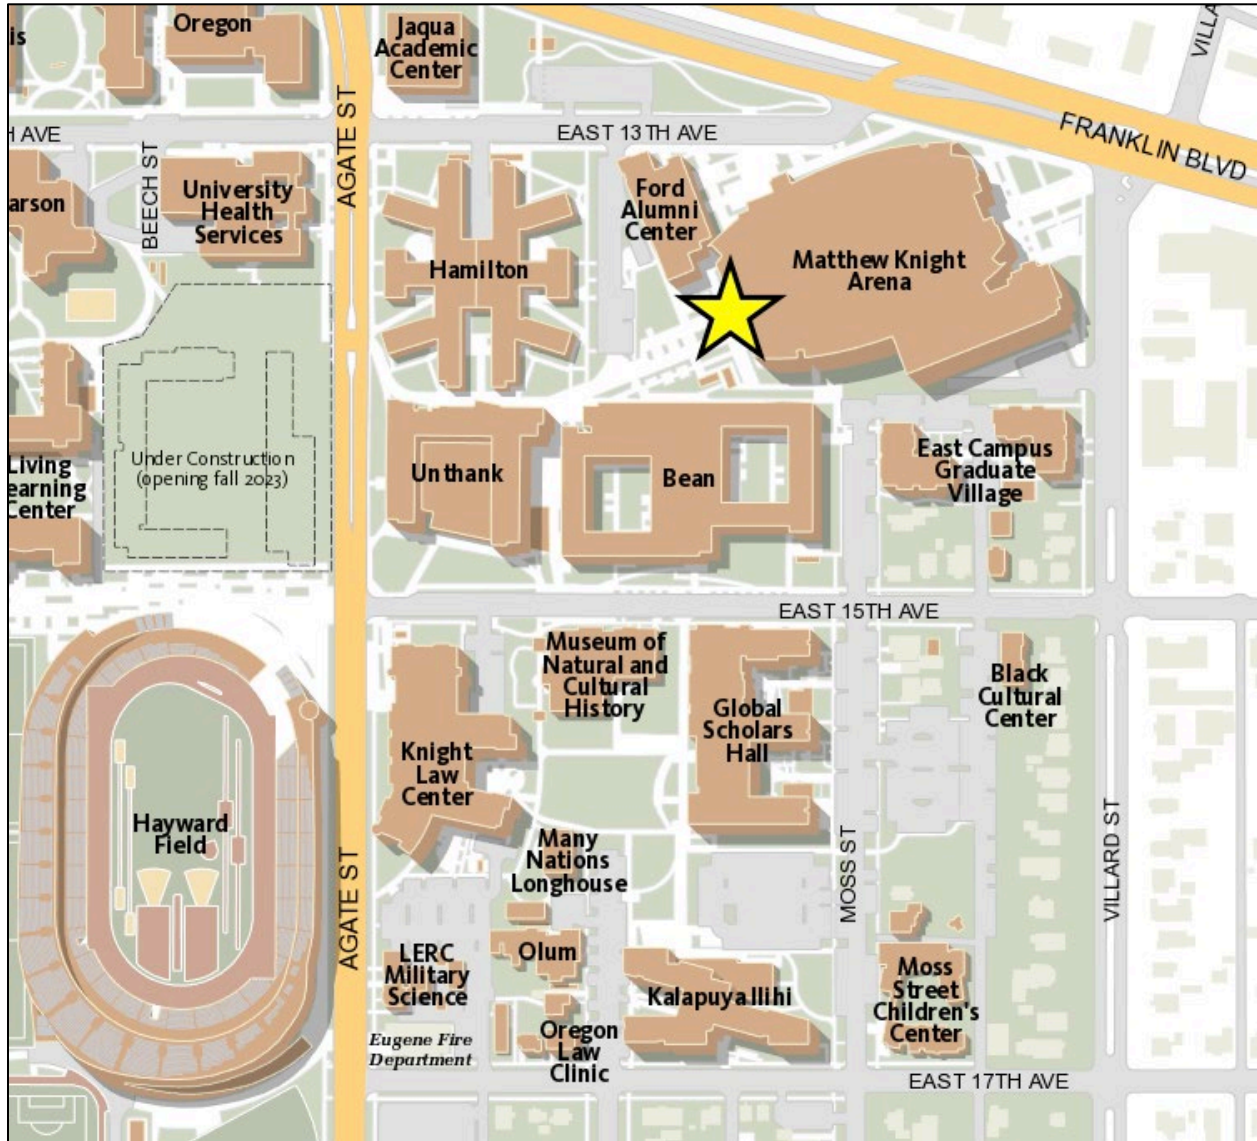 Oregon
Jaqua
Academic
Center
is
VILLA
H AVE
BEECH ST
AGATE ST
EAST 13TH AVE
FRANKLIN BLVD
arson
University
Health
Services
Hamilton
Ford
Alumni
Center
Matthew Knight
Arena
Living
earning
Center
Under Construction
(opening fall 2023)
Unthank
Bean
East Campus
Graduate
Village
EAST 15TH AVE
Museum of
Natural and
Cultural
History
Global
Scholars
Hall
Black
Cultural
Center
Knight
Law
Center
Hayward
Field
Many
Nations
Longhouse
AGATE ST
MOSS ST
VILLARD ST
LERC
Military
Science
Olum
Kalapuya Ilihi
Moss
Street
Children's
Center
Eugene Fire
Department
Oregon
Law
Clinic
EAST 17TH AVE